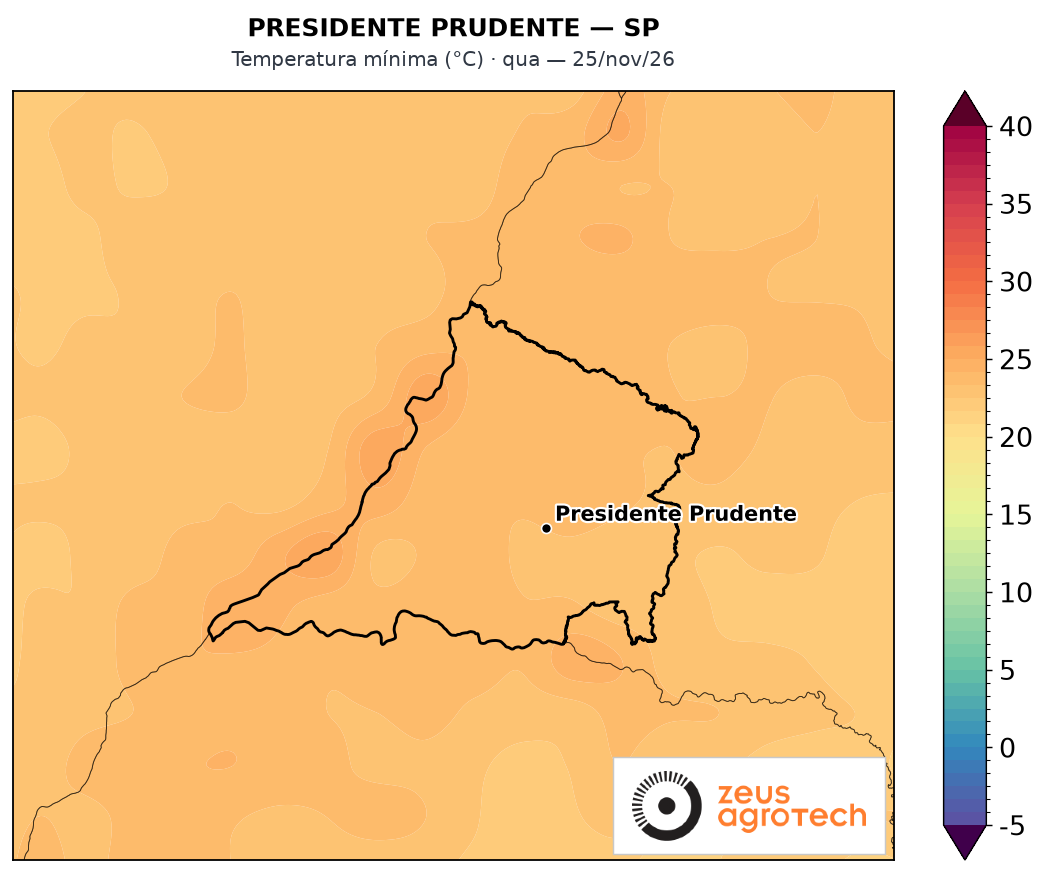 PRESIDENTE PRUDENTE — SP
Temperatura mínima (°C) · qua — 25/nov/26
40
35
30
25
20
15
10
5
0
-5
Presidente Prudente
zeus
agrotech